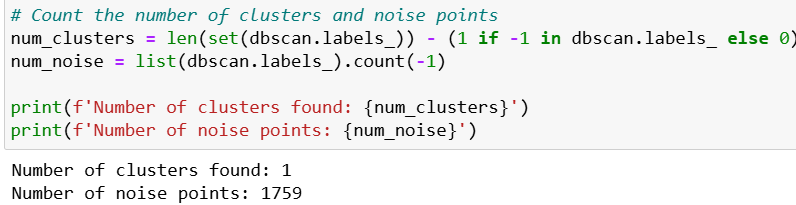 # Count the number of clusters and noise points
num_clusters = len(set(dbscan.labels_)) - (1 if -1 in dbscan.labels_ else 0)
num_noise = list(dbscan.labels_).count(-1)
print(f'Number of clusters found: {num_clusters}')
print(f'Number of noise points: {num_noise}')
Number of clusters found: 1
Number of noise points: 1759